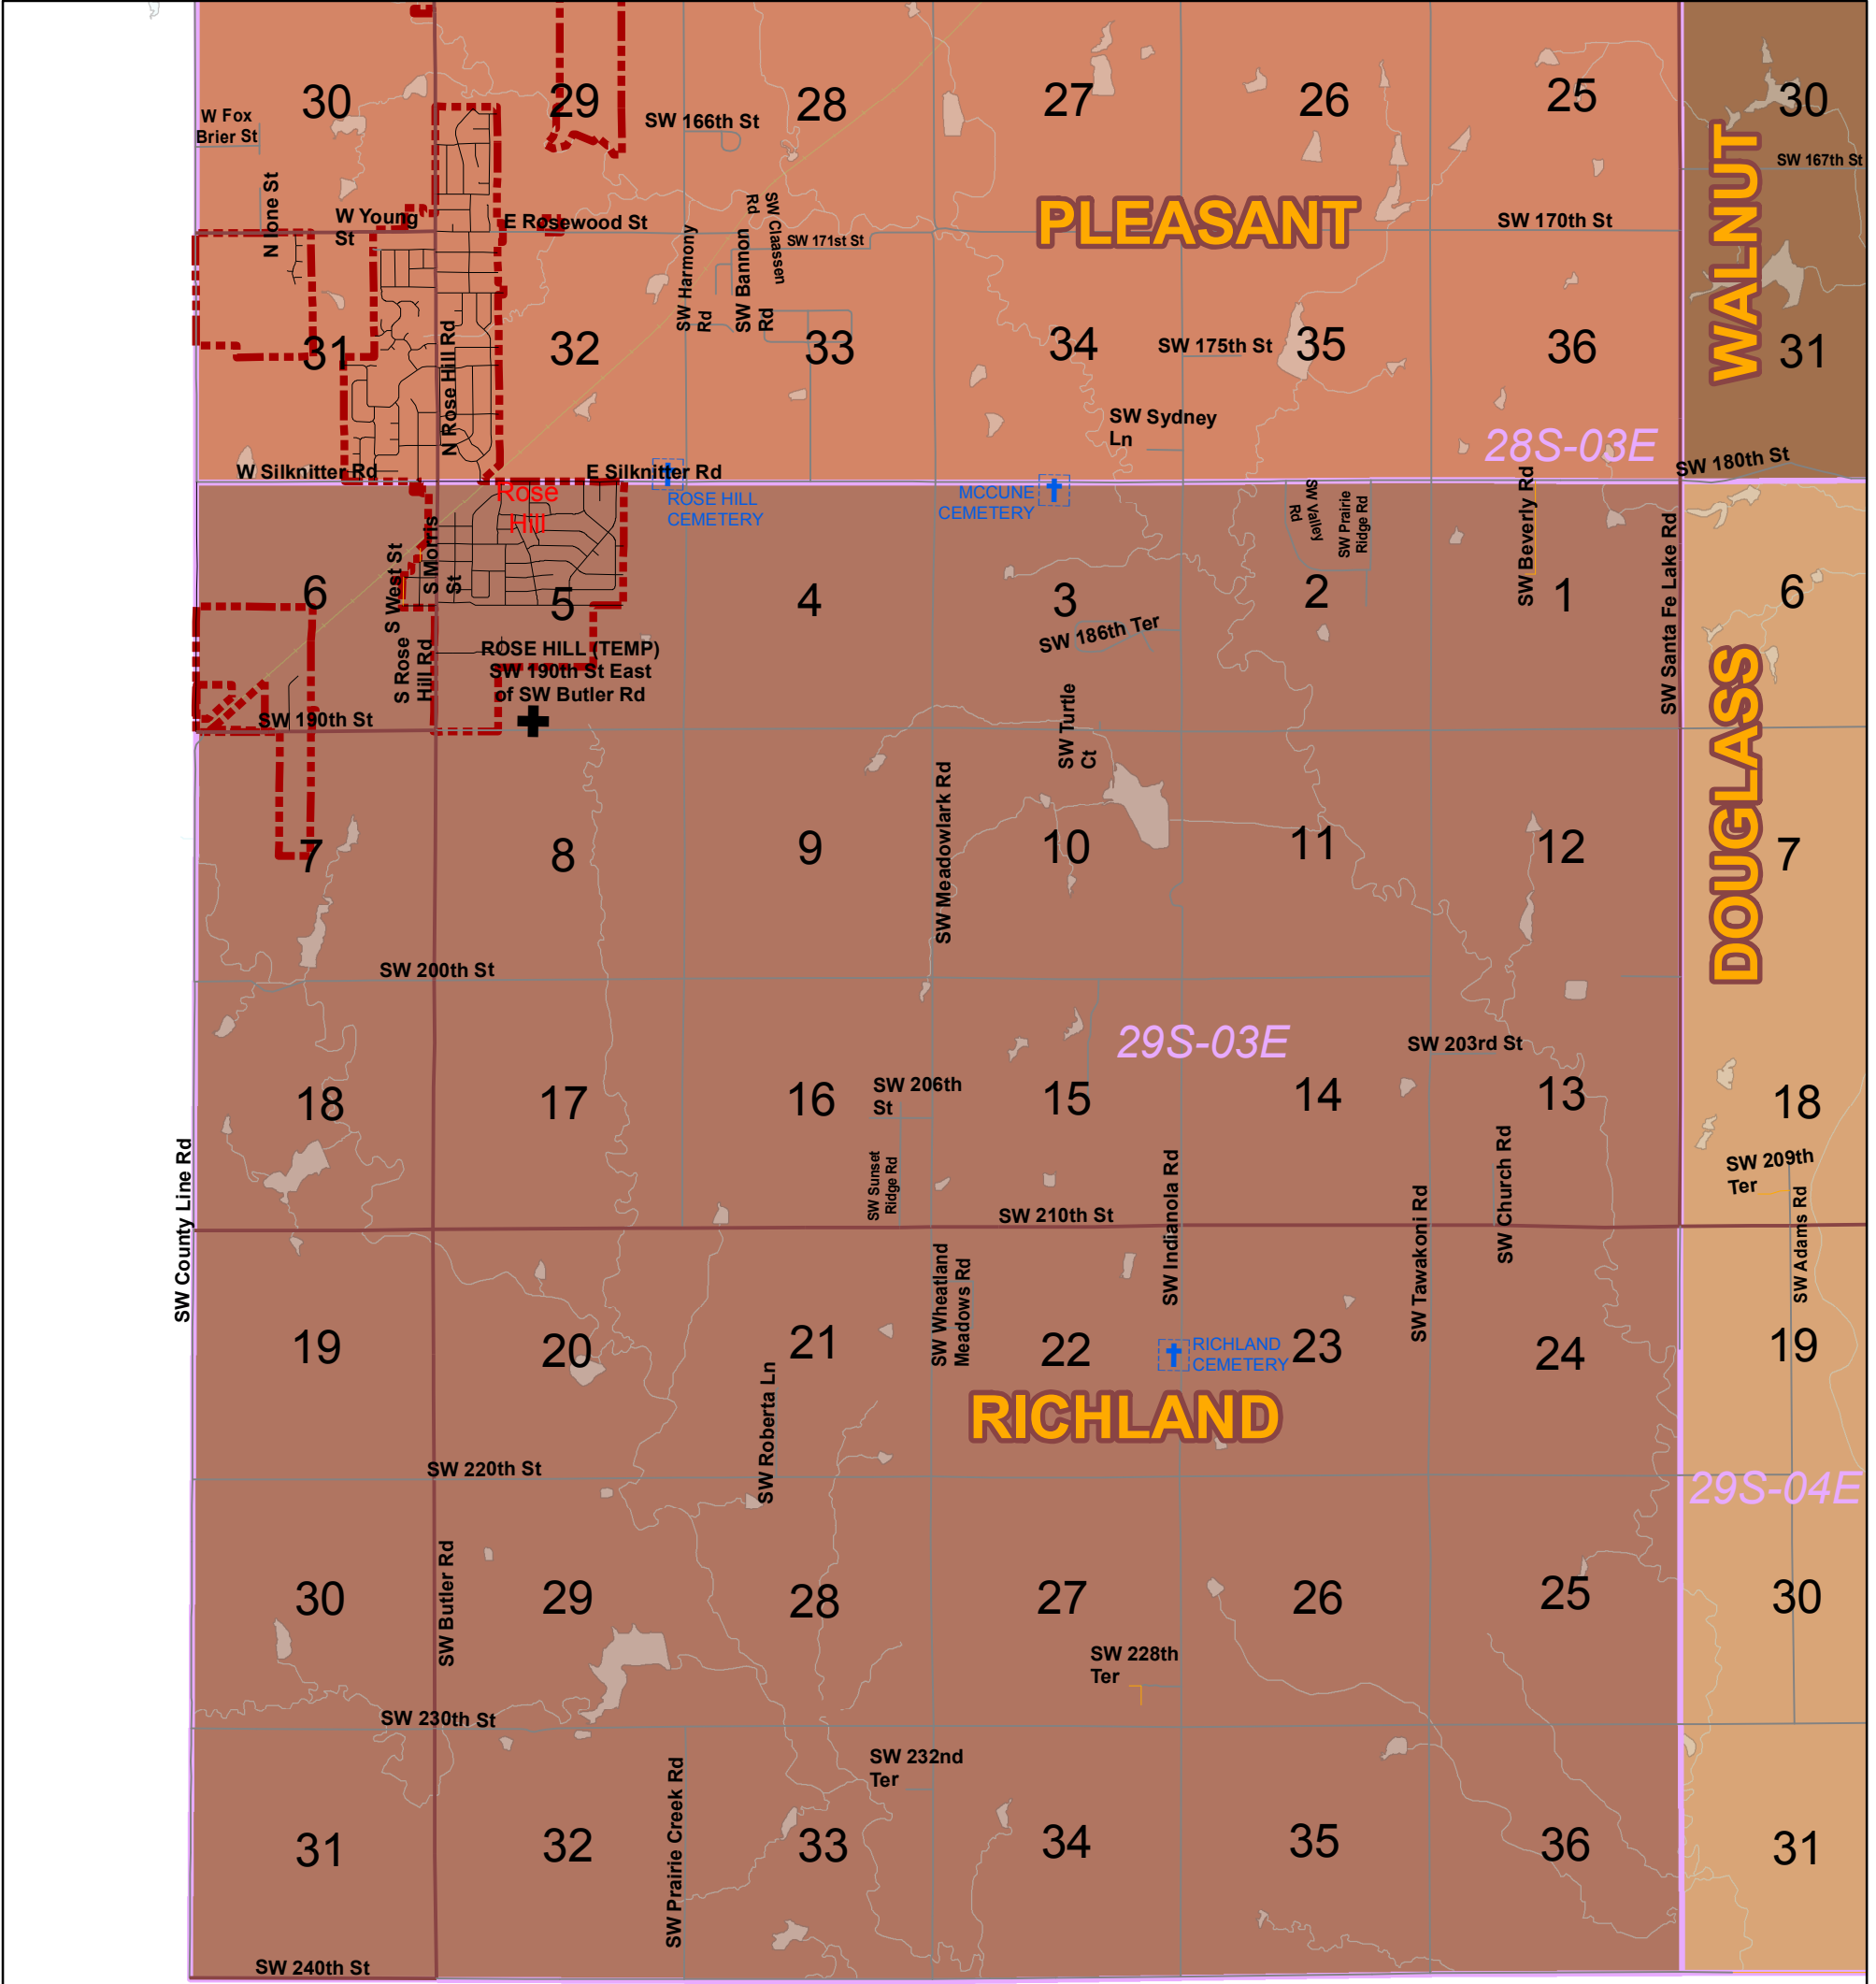 30
29
28
27
26
25
30
W Fox
Brier St
SW 166th St
SW 167th St
N Ione St
W Young
St
E Rosewood St
SW Harmony
Rd
SW Bannon
Rd
SW Claassen
Rd
SW 171st St
PLEASANT
SW 170th St
WALNUT
31
32
33
34
SW 175th St
35
36
31
N Rose Hill Rd
SW Sydney
Ln
28S-03E
W Silknitter Rd
E Silknitter Rd
SW 180th St
Rose
Hill
ROSE HILL
CEMETERY
MCCUNE
CEMETERY
SW Valley
Rd
SW Prairie
Ridge Rd
SW Beverly Rd
SW Santa Fe Lake Rd
S West St
S Morris
St
6
5
4
3
2
1
6
SW 186th Ter
S Rose
Hill Rd
ROSE HILL (TEMP)
SW 190th St East
of SW Butler Rd
SW 190th St
SW Turtle
Ct
DOUGLASS
SW Meadowlark Rd
7
8
9
10
11
12
7
SW 200th St
29S-03E
SW 203rd St
18
17
16
SW 206th
St
15
14
13
18
SW County Line Rd
SW Sunset
Ridge Rd
SW Indianola Rd
SW Tawakoni Rd
SW Church Rd
SW 209th
Ter
SW Adams Rd
SW 210th St
SW Wheatland
Meadows Rd
19
20
21
22
RICHLAND
CEMETERY
23
24
19
RICHLAND
SW Roberta Ln
SW 220th St
29S-04E
SW Butler Rd
30
29
28
27
26
25
30
SW 228th
Ter
SW 230th St
SW Prairie Creek Rd
SW 232nd
Ter
31
32
33
34
35
36
31
SW 240th St